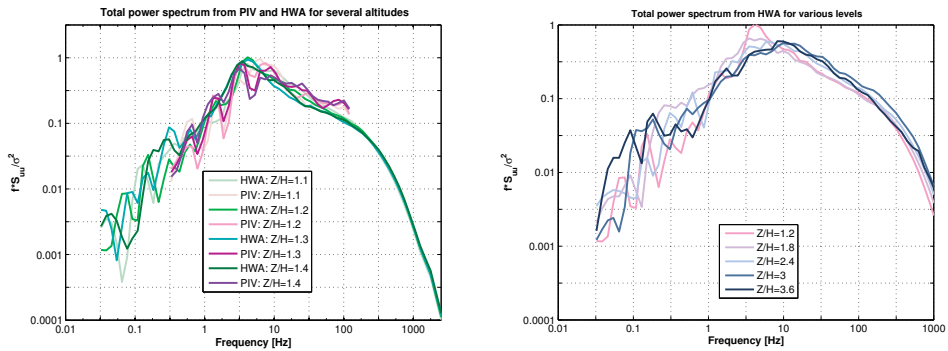 Total power spectrum from PIV and HWA for several altitudes
1
0.1
0.01
0.001
0.0001
f*Suu/σ²
0.01 0.1 1 10 100 1000
Frequency [Hz]
HWA: Z/H=1.1
PIV: Z/H=1.1
HWA: Z/H=1.2
PIV: Z/H=1.2
HWA: Z/H=1.3
PIV: Z/H=1.3
HWA: Z/H=1.4
PIV: Z/H=1.4
Total power spectrum from HWA for various levels
1
0.1
0.01
0.001
0.0001
f*Suu/σ²
0.01 0.1 1 10 100 1000
Frequency [Hz]
Z/H=1.2
Z/H=1.8
Z/H=2.4
Z/H=3
Z/H=3.6